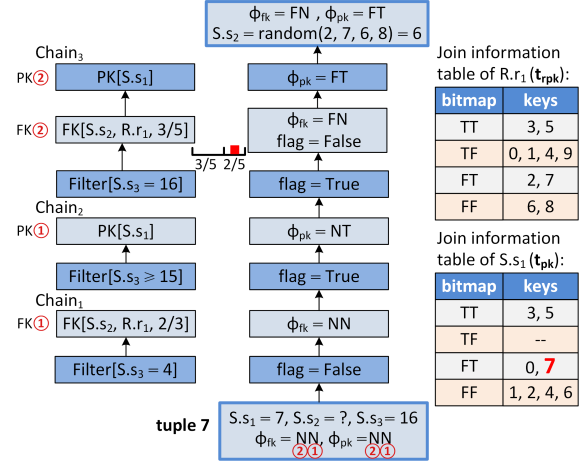 ϕfk = FN , ϕpk = FT
S.s₂ = random(2, 7, 6, 8) = 6
Chain₃
PK②
PK[S.s₁]
ϕpk = FT
FK②
FK[S.s₂, R.r₁, 3/5]
ϕfk = FN
flag = False
3/5
2/5
Filter[S.s₃ = 16]
flag = True
Chain₂
PK①
PK[S.s₁]
ϕpk = NT
Filter[S.s₃ ⩾ 15]
flag = True
Chain₁
FK①
FK[S.s₂, R.r₁, 2/3]
ϕfk = NN
Filter[S.s₃ = 4]
flag = False
tuple 7
S.s₁ = 7, S.s₂ = ?, S.s₃= 16
ϕfk = NN, ϕpk = NN
②① ②①
Join information
table of R.r₁ (trpk):
bitmap keys
TT 3, 5
TF 0, 1, 4, 9
FT 2, 7
FF 6, 8
Join information
table of S.s₁ (tpk):
bitmap keys
TT 3, 5
TF --
FT 0, 7
FF 1, 2, 4, 6